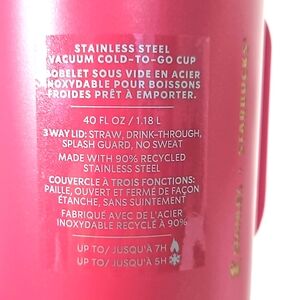 STAINLESS STEEL
VACUUM COLD-TO-GO CUP
GOBELET SOUS VIDE EN ACIER
INOXYDABLE POUR BOISSONS
FROIDES PRÊT À EMPORTER.
40 FL OZ / 1.18 L
3 WAY LID: STRAW, DRINK-THROUGH,
SPLASH GUARD, NO SWEAT
MADE WITH 90% RECYCLED
STAINLESS STEEL
COUVERCLE À TROIS FONCTIONS:
PAILLE, OUVERT ET FERMÉ DE FAÇON
ÉTANCHE, SANS SUINTEMENT
FABRIQUÉ AVEC DE L'ACIER
INOXYDABLE RECYCLÉ À 90%
UP TO/ JUSQU'À 7H
UP TO/ JUSQU'À 5H
STANLEY / STARBUCKS